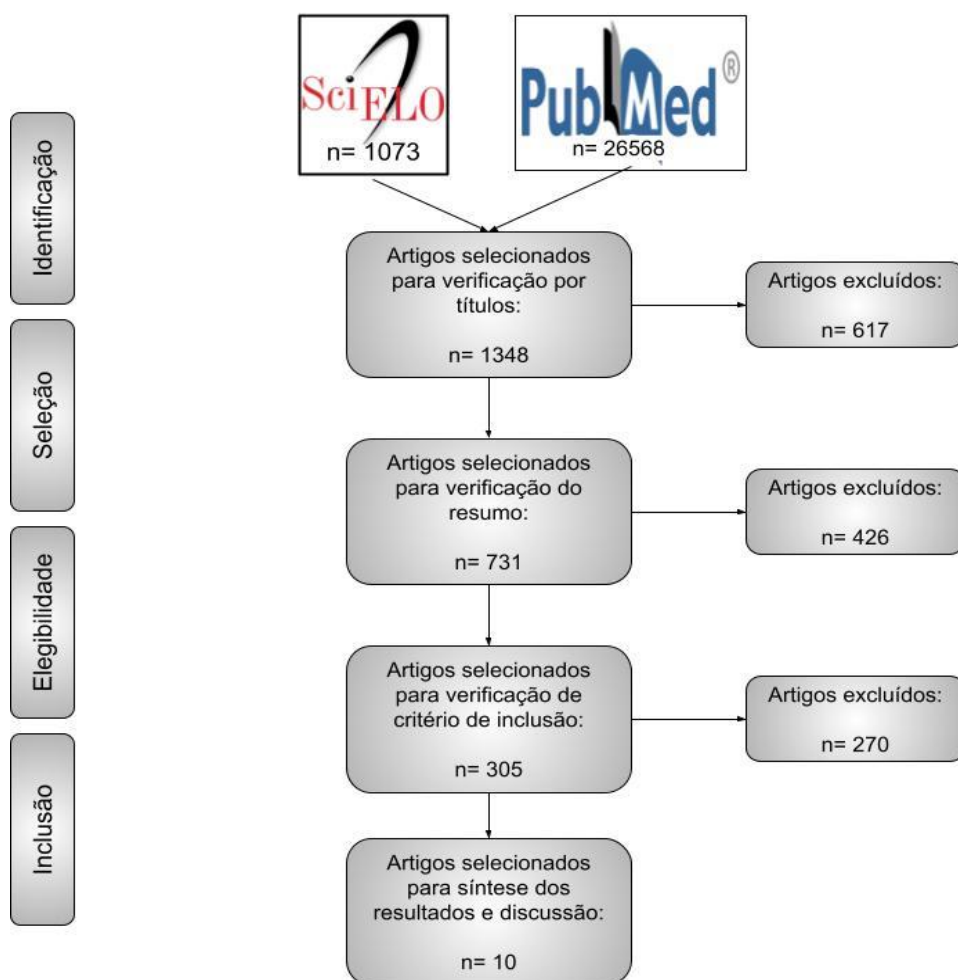 SciELO
n= 1073
PubMed®
n= 26568
Identificação
Artigos selecionados
para verificação por
títulos:
n= 1348
Artigos excluídos:
n= 617
Seleção
Artigos selecionados
para verificação do
resumo:
n= 731
Artigos excluídos:
n= 426
Elegibilidade
Artigos selecionados
para verificação de
critério de inclusão:
n= 305
Artigos excluídos:
n= 270
Inclusão
Artigos selecionados
para síntese dos
resultados e discussão:
n= 10